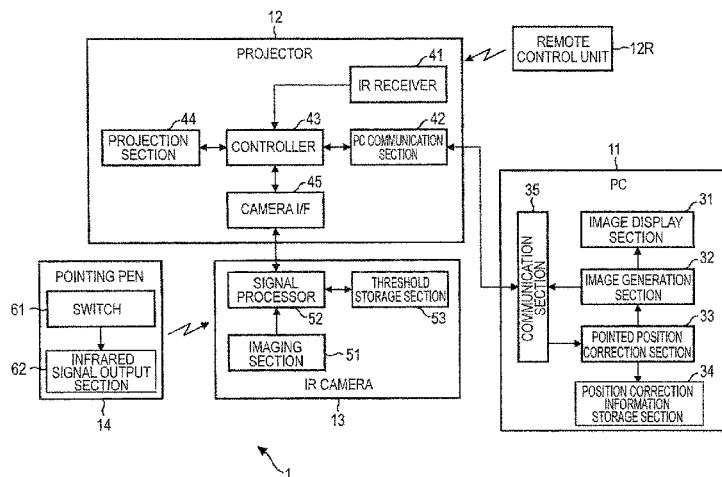 12
PROJECTOR
REMOTE
CONTROL UNIT
12R
41
IR RECEIVER
44
43
42
PROJECTION
SECTION
CONTROLLER
PC COMMUNICATION
SECTION
45
CAMERA I/F
11
PC
35
COMMUNICATION
SECTION
31
IMAGE DISPLAY
SECTION
32
IMAGE GENERATION
SECTION
33
POINTED POSITION
CORRECTION SECTION
34
POSITION CORRECTION
INFORMATION
STORAGE SECTION
POINTING PEN
61
SWITCH
62
INFRARED
SIGNAL OUTPUT
SECTION
14
SIGNAL
PROCESSOR
52
THRESHOLD
STORAGE SECTION
53
IMAGING
SECTION
51
IR CAMERA
13
1